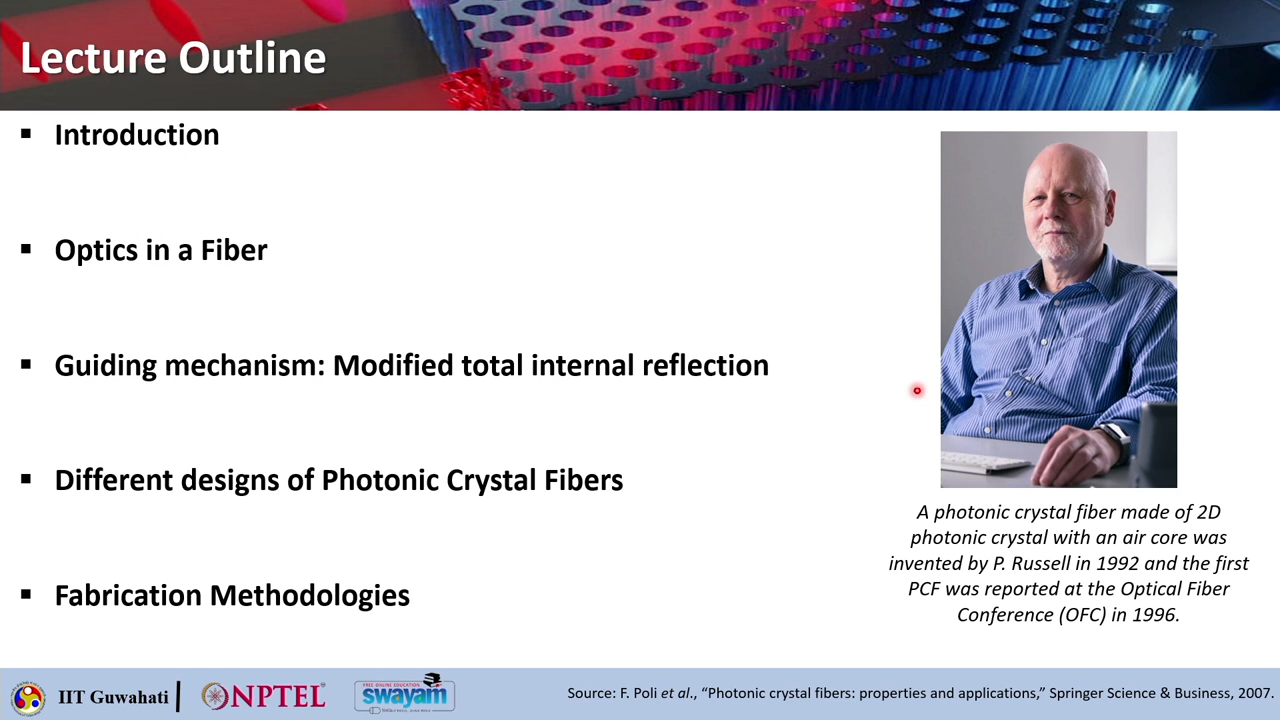 Lecture Outline
▪ Introduction
▪ Optics in a Fiber
▪ Guiding mechanism: Modified total internal reflection
▪ Different designs of Photonic Crystal Fibers
▪ Fabrication Methodologies
A photonic crystal fiber made of 2D
photonic crystal with an air core was
invented by P. Russell in 1992 and the first
PCF was reported at the Optical Fiber
Conference (OFC) in 1996.
IIT Guwahati
NPTEL
FREE ONLINE EDUCATION
swayam
Source: F. Poli et al., “Photonic crystal fibers: properties and applications,” Springer Science & Business, 2007.